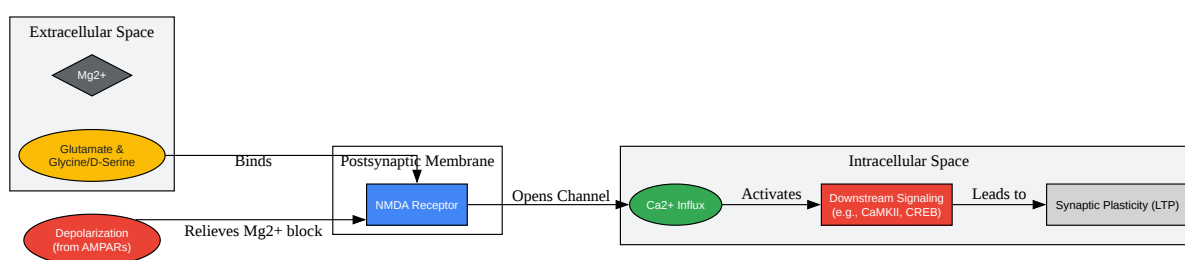 Extracellular Space
Mg2+
Glutamate &
Glycine/D-Serine
Binds
Depolarization
(from AMPARs)
Relieves Mg2+ block
Postsynaptic Membrane
NMDA Receptor
Opens Channel
Intracellular Space
Ca2+ Influx
Activates
Downstream Signaling
(e.g., CaMKII, CREB)
Leads to
Synaptic Plasticity (LTP)